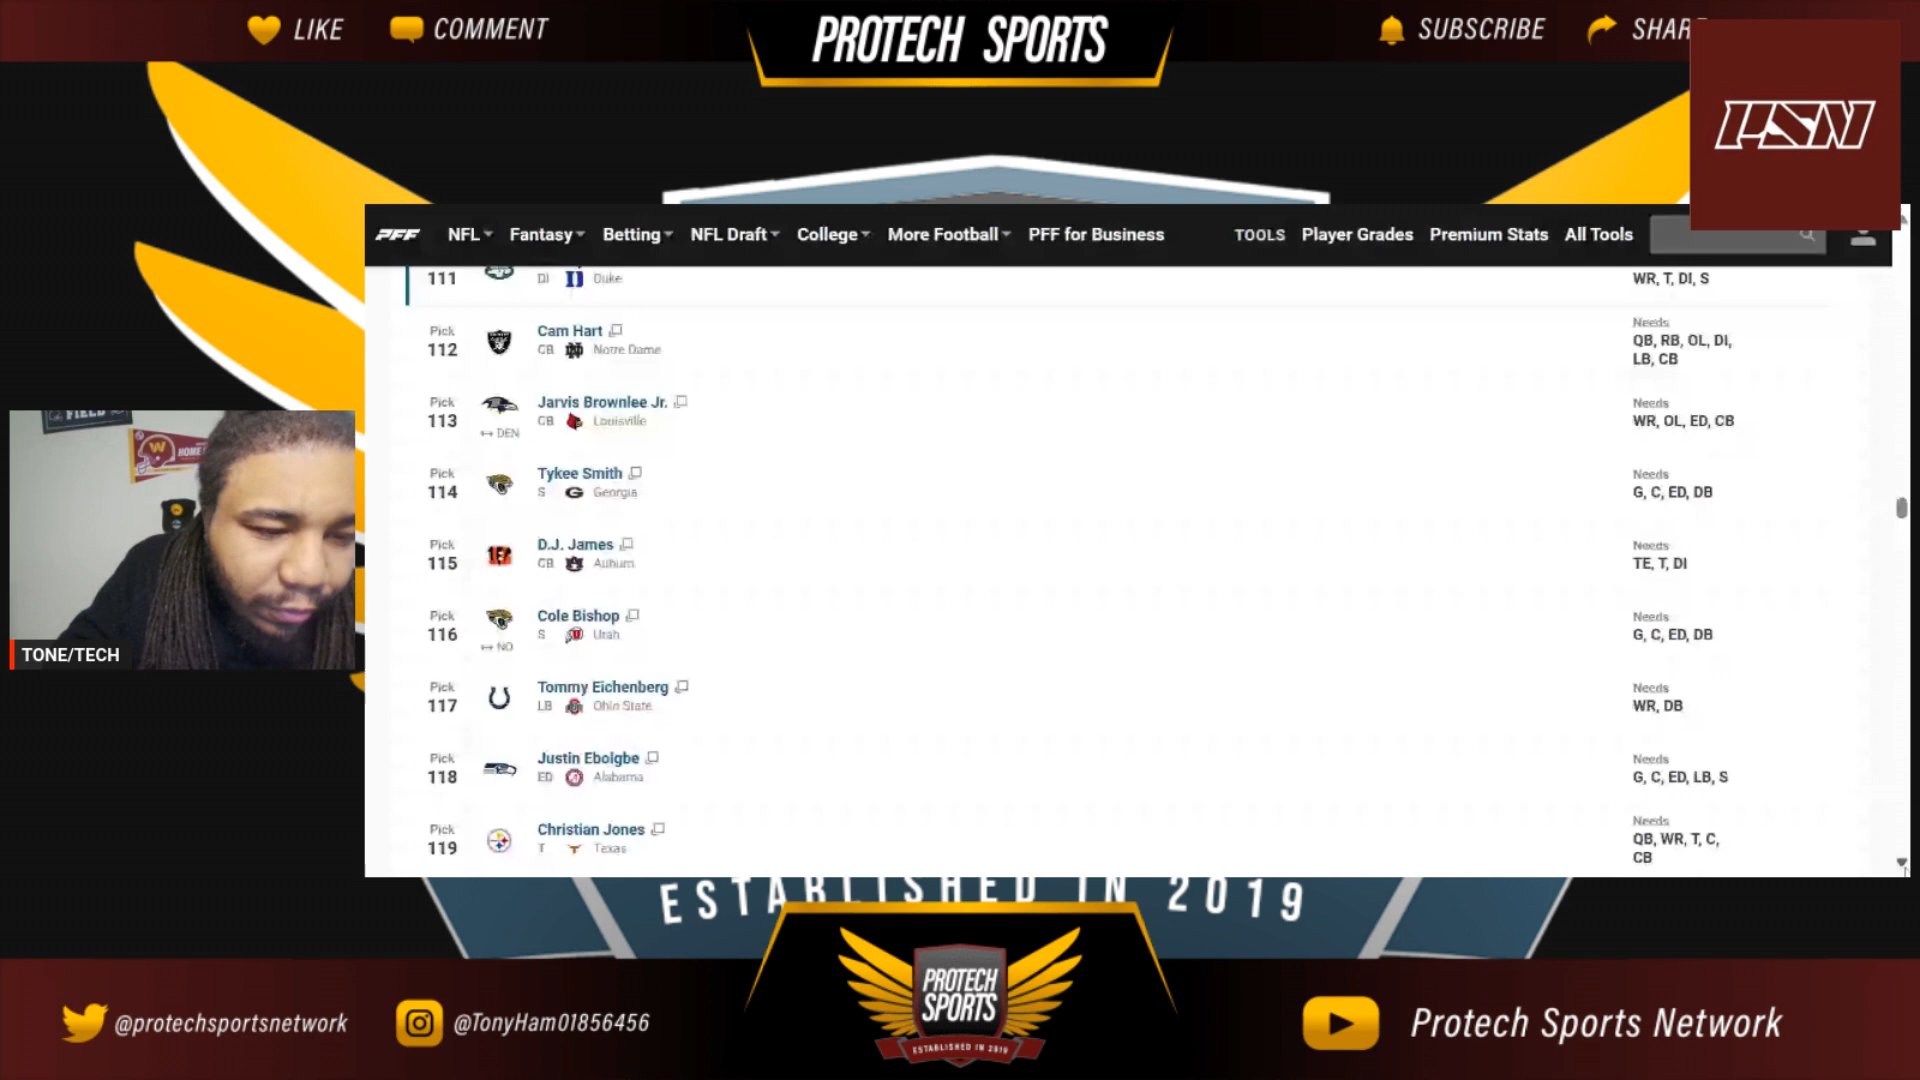 LIKE
COMMENT
PROTECH SPORTS
SUBSCRIBE
SHAR
PSN
PFF
NFL
Fantasy
Betting
NFL Draft
College
More Football
PFF for Business
TOOLS
Player Grades
Premium Stats
All Tools
111
DI
Duke
WR, T, DI, S
Pick
112
Cam Hart
CB
Notre Dame
Needs
QB, RB, OL, DI,
LB, CB
Pick
113
↔ DEN
Jarvis Brownlee Jr.
CB
Louisville
Needs
WR, OL, ED, CB
Pick
114
Tykee Smith
S
Georgia
Needs
G, C, ED, DB
Pick
115
D.J. James
CB
Auburn
Needs
TE, T, DI
Pick
116
↔ NO
Cole Bishop
S
Utah
Needs
G, C, ED, DB
Pick
117
Tommy Eichenberg
LB
Ohio State
Needs
WR, DB
Pick
118
Justin Eboigbe
ED
Alabama
Needs
G, C, ED, LB, S
Pick
119
Christian Jones
T
Texas
Needs
QB, WR, T, C,
CB
FIELD
W
HOME
TONE/TECH
ESTABLISHED IN 2019
PROTECH
SPORTS
ESTABLISHED IN 2019
@protechsportsnetwork
@TonyHam01856456
Protech Sports Network